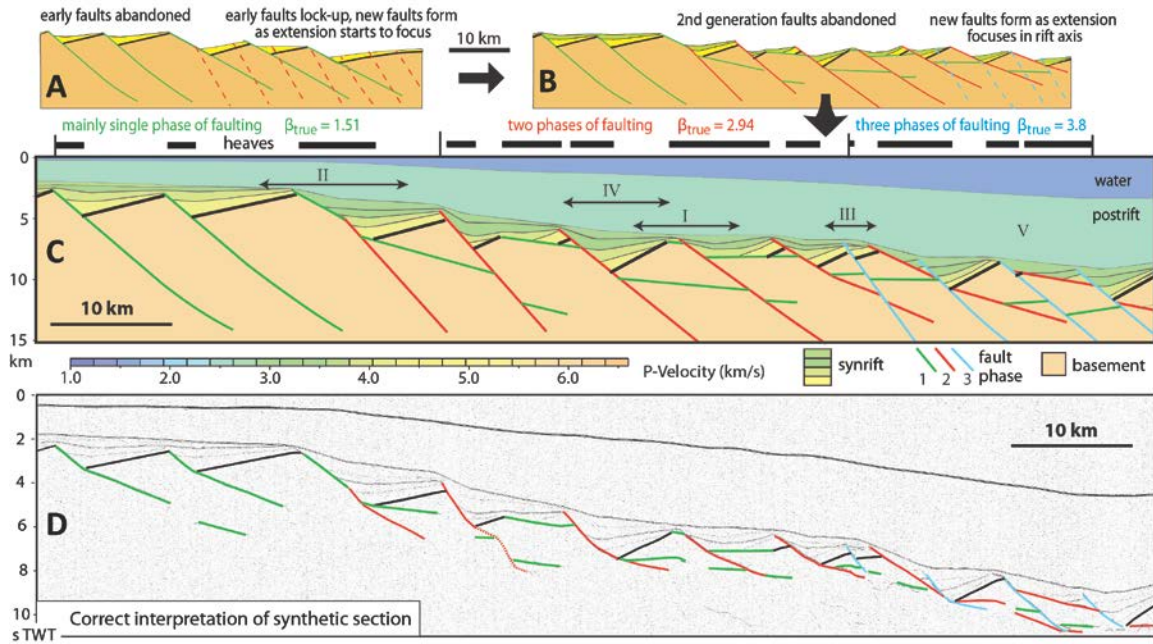 early faults abandoned
early faults lock-up, new faults form
as extension starts to focus
10 km
2nd generation faults abandoned
new faults form as extension
focuses in rift axis
A
B
mainly single phase of faulting βtrue = 1.51
two phases of faulting βtrue = 2.94
three phases of faulting βtrue = 3.8
heaves
0
5
10
15
km
II
IV
I
III
V
water
postrift
C
10 km
1.0 2.0 3.0 4.0 5.0 6.0
P-Velocity (km/s)
synrift
1 2 3
fault
phase
basement
0
2
4
6
8
10
s TWT
10 km
D
Correct interpretation of synthetic section